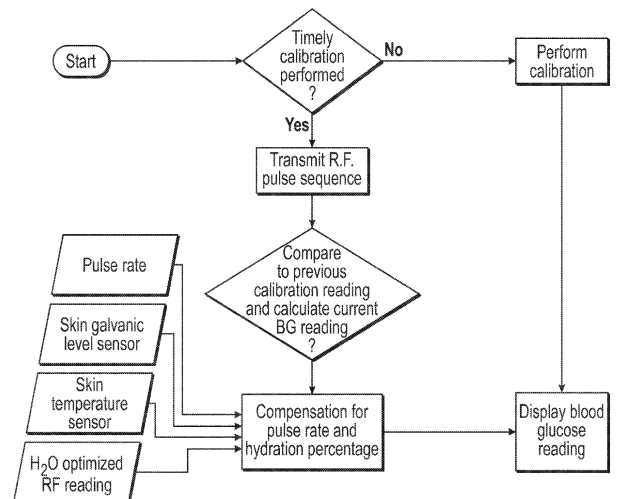 Start
Timely
calibration
performed
?
No
Perform
calibration
Yes
Transmit R.F.
pulse sequence
Compare
to previous
calibration reading
and calculate current
BG reading
?
Pulse rate
Skin galvanic
level sensor
Skin
temperature
sensor
H2O optimized
RF reading
Compensation for
pulse rate and
hydration percentage
Display blood
glucose
reading